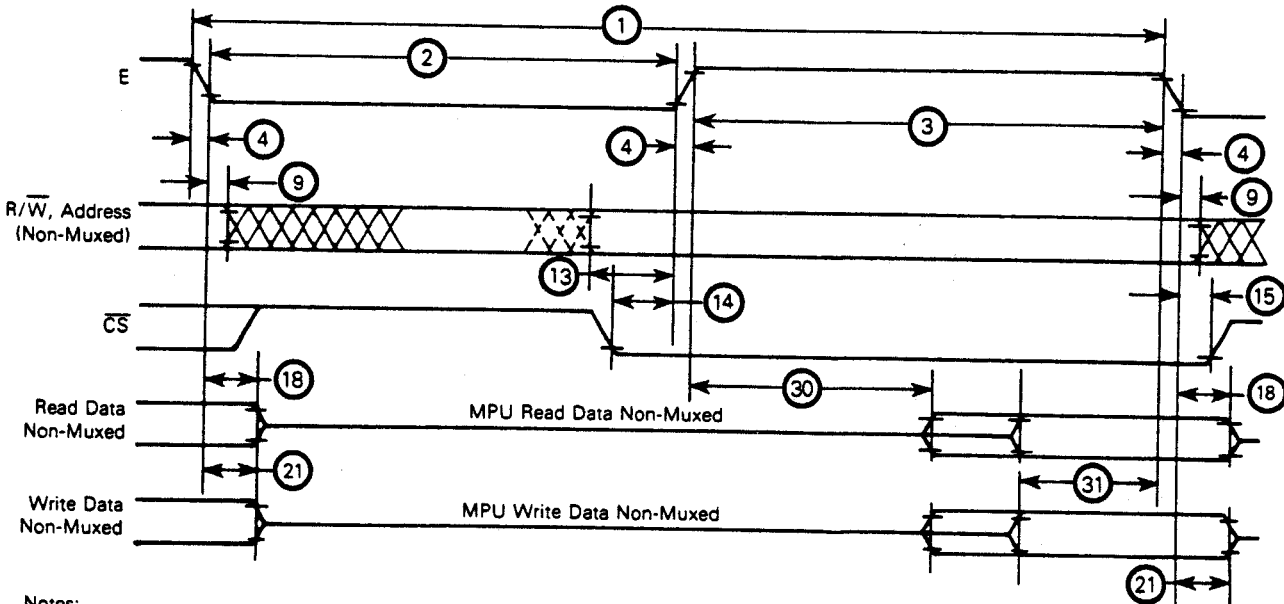 1
2
E
3
4
4
4
9
9
R/W̅, Address
(Non-Muxed)
13
14
15
C̅S̅
18
30
18
Read Data
Non-Muxed
MPU Read Data Non-Muxed
21
31
Write Data
Non-Muxed
MPU Write Data Non-Muxed
21
Notes: